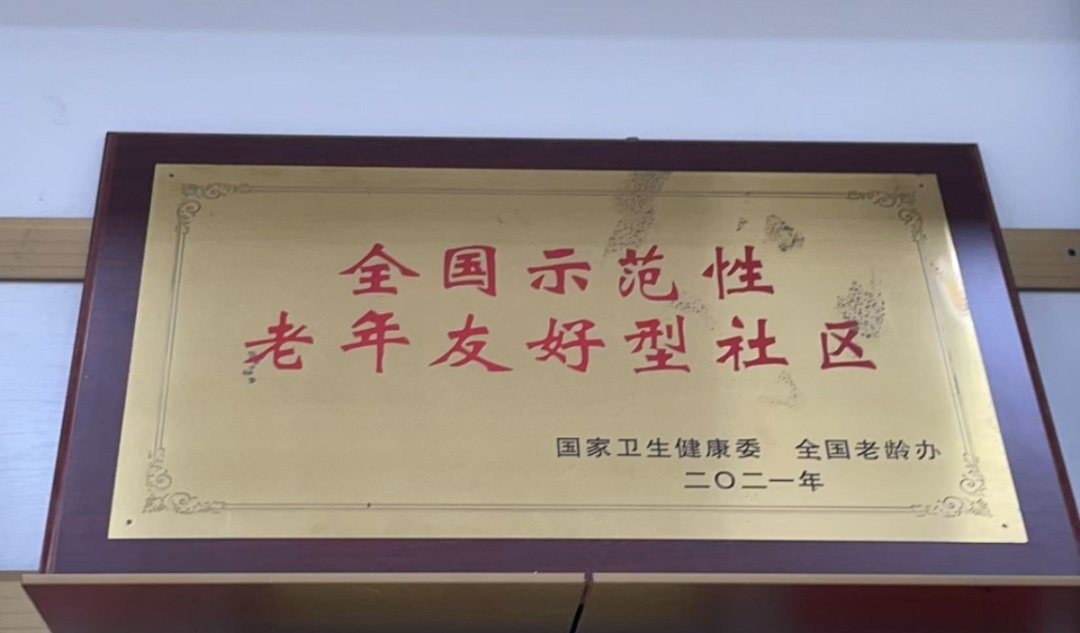 全国示范性
老年友好型社区
国家卫生健康委 全国老龄办
二〇二一年